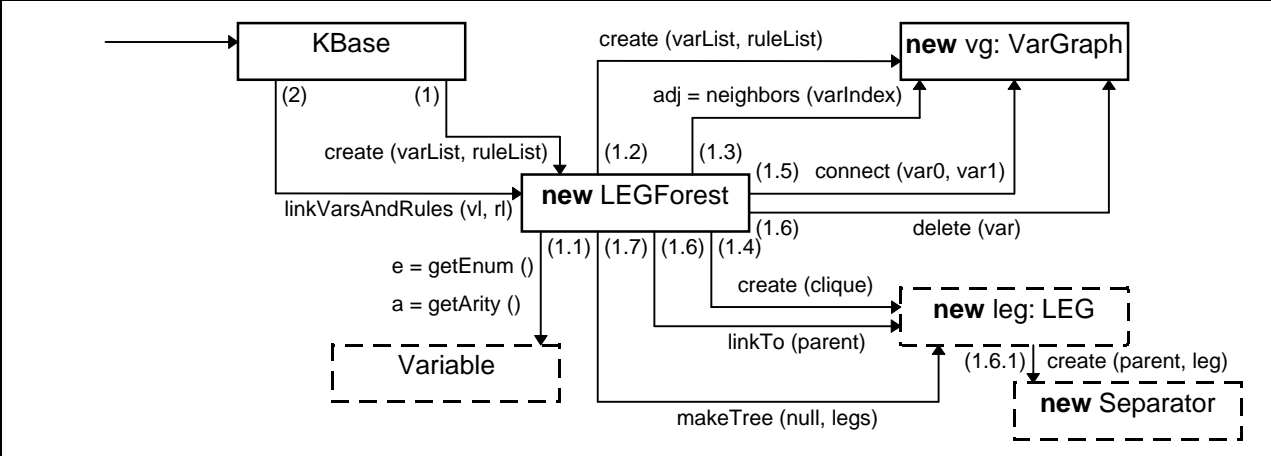 KBase
create (varList, ruleList)
new vg: VarGraph
(2)
(1)
adj = neighbors (varIndex)
create (varList, ruleList)
(1.2)
(1.3)
(1.5)
connect (var0, var1)
new LEGForest
linkVarsAndRules (vl, rl)
(1.6)
delete (var)
(1.1)
(1.7)
(1.6)
(1.4)
e = getEnum ()
create (clique)
a = getArity ()
new leg: LEG
linkTo (parent)
Variable
(1.6.1)
create (parent, leg)
new Separator
makeTree (null, legs)